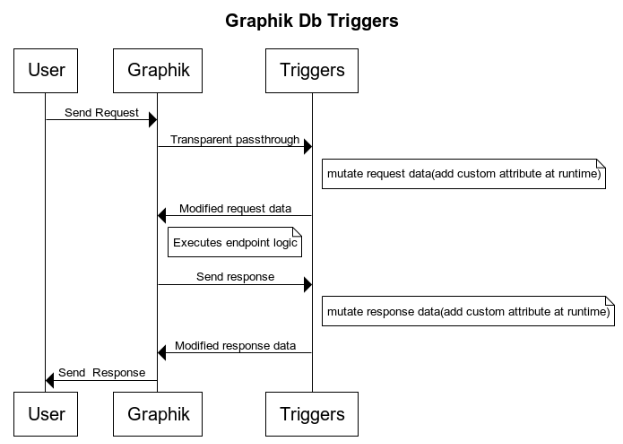 Graphik Db Triggers
User
Graphik
Triggers
Send Request
Transparent passthrough
mutate request data(add custom attribute at runtime)
Modified request data
Executes endpoint logic
Send response
mutate response data(add custom attribute at runtime)
Modified response data
Send  Response
User
Graphik
Triggers